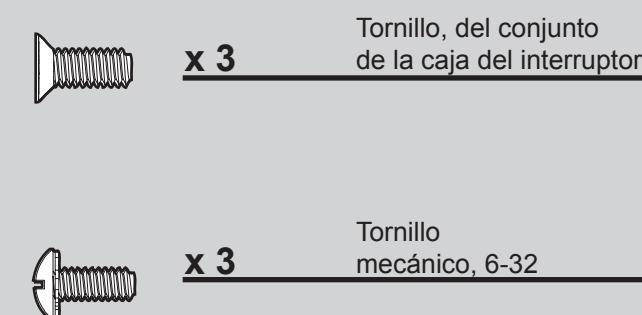 x 3
Tornillo, del conjunto
de la caja del interruptor
x 3
Tornillo
mecánico, 6-32